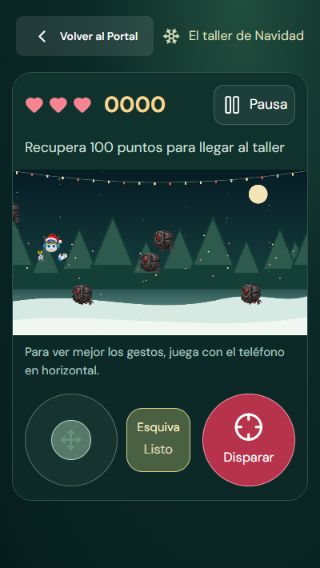 Volver al Portal
El taller de Navidad
0000
Pausa
Recupera 100 puntos para llegar al taller
Para ver mejor los gestos, juega con el teléfono
en horizontal.
Esquiva
Listo
Disparar